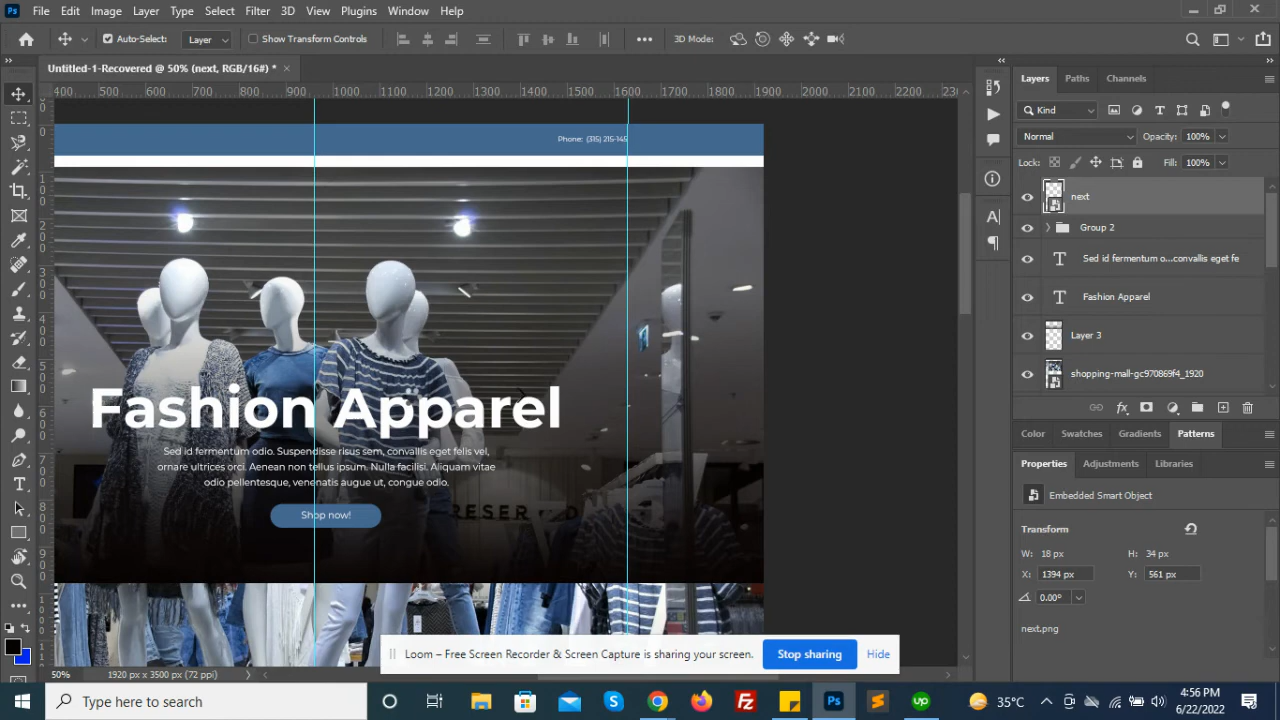 File Edit Image Layer Type Select Filter 3D View Plugins Window Help
Auto-Select: Layer Show Transform Controls 3D Mode:
Untitled-1-Recovered @ 50% (next, RGB/16#) *
400 500 600 700 800 900 1000 1100 1200 1300 1400 1500 1600 1700 1800 1900 2000 2100 2200
Phone: (315) 215-145
Fashion Apparel
Sed id fermentum odio. Suspendisse risus sem, convallis eget felis vel,
ornare ultrices orci. Aenean non tellus ipsum. Nulla facilisi. Aliquam vitae
odio pellentesque, venenatis augue ut, congue odio.
Shop now!
RESER
Layers Paths Channels
Kind
Normal Opacity: 100%
Lock: Fill: 100%
next
Group 2
Sed id fermentum o...convallis eget fe
Fashion Apparel
Layer 3
shopping-mall-gc970869f4_1920
Color Swatches Gradients Patterns
Properties Adjustments Libraries
Embedded Smart Object
Transform
W: 18 px H: 34 px
X: 1394 px Y: 561 px
0.00°
next.png
Loom – Free Screen Recorder & Screen Capture is sharing your screen. Stop sharing Hide
50% 1920 px x 3500 px (72 ppi)
Type here to search
35°C
4:56 PM
6/22/2022